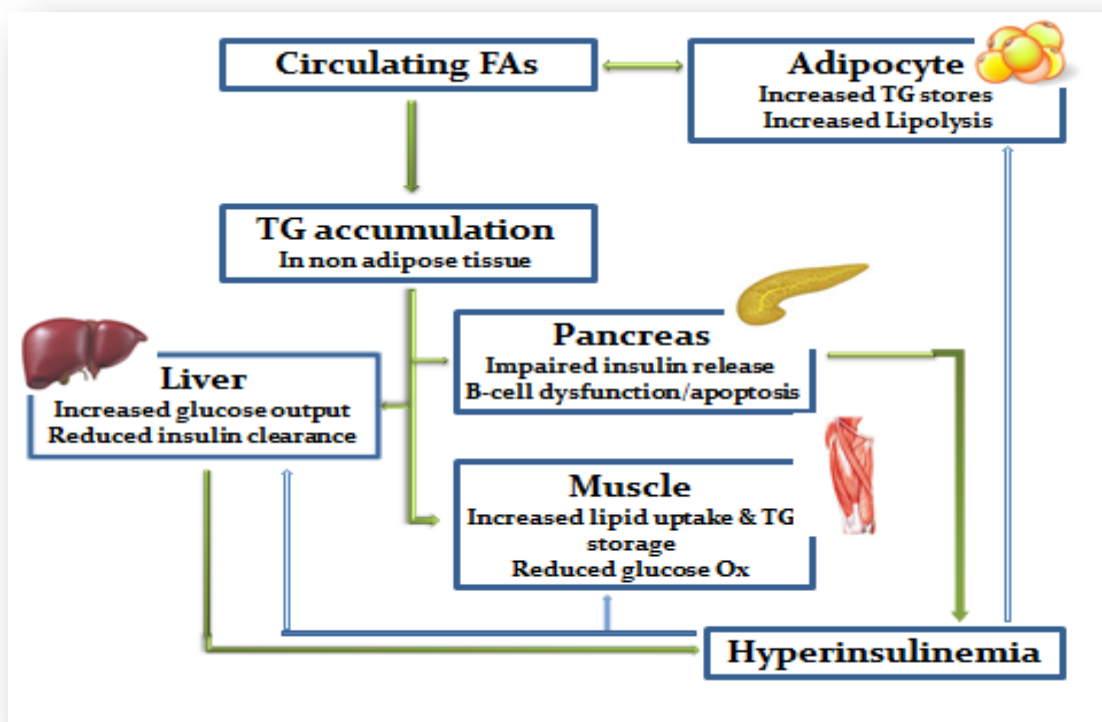 Circulating FAs
Adipocyte
Increased TG stores
Increased Lipolysis
TG accumulation
In non adipose tissue
Pancreas
Impaired insulin release
B-cell dysfunction/apoptosis
Liver
Increased glucose output
Reduced insulin clearance
Muscle
Increased lipid uptake & TG
storage
Reduced glucose Ox
Hyperinsulinemia